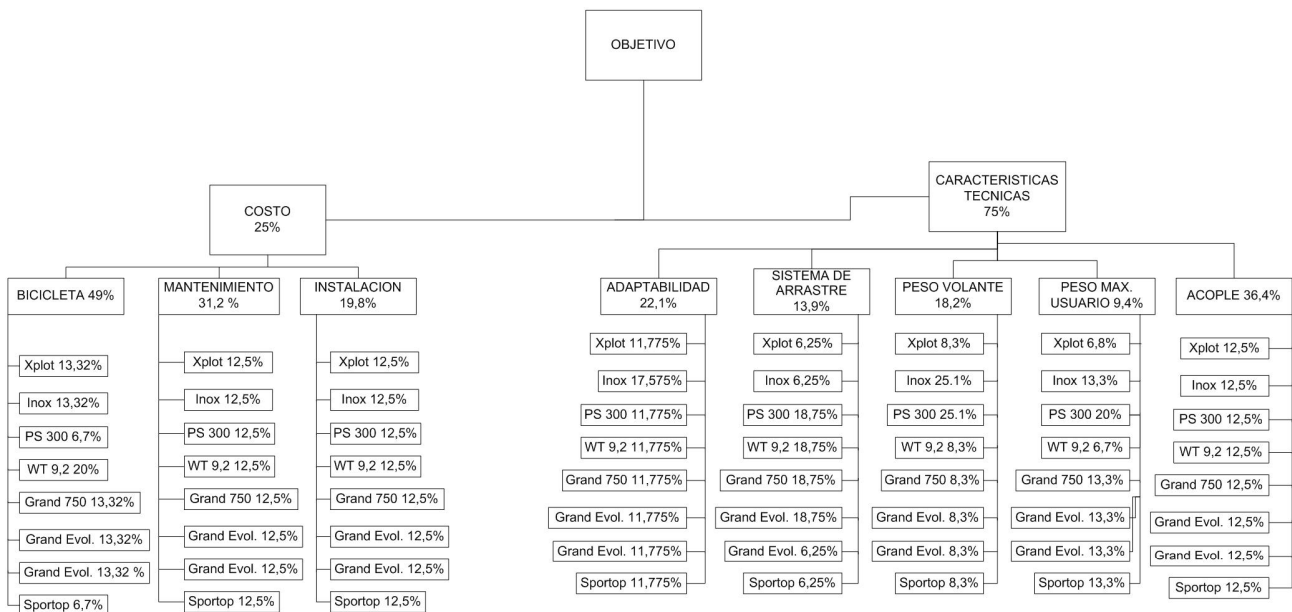 OBJETIVO
COSTO
25%
CARACTERISTICAS
TECNICAS
75%
BICICLETA 49%
Xplot 13,32%
Inox 13,32%
PS 300 6,7%
WT 9,2 20%
Grand 750 13,32%
Grand Evol. 13,32%
Grand Evol. 13,32 %
Sportop 6,7%
MANTENIMIENTO
31,2 %
Xplot 12,5%
Inox 12,5%
PS 300 12,5%
WT 9,2 12,5%
Grand 750 12,5%
Grand Evol. 12,5%
Grand Evol. 12,5%
Sportop 12,5%
INSTALACION
19,8%
Xplot 12,5%
Inox 12,5%
PS 300 12,5%
WT 9,2 12,5%
Grand 750 12,5%
Grand Evol. 12,5%
Grand Evol. 12,5%
Sportop 12,5%
ADAPTABILIDAD
22,1%
Xplot 11,775%
Inox 17,575%
PS 300 11,775%
WT 9,2 11,775%
Grand 750 11,775%
Grand Evol. 11,775%
Grand Evol. 11,775%
Sportop 11,775%
SISTEMA DE
ARRASTRE
13,9%
Xplot 6,25%
Inox 6,25%
PS 300 18,75%
WT 9,2 18,75%
Grand 750 18,75%
Grand Evol. 18,75%
Grand Evol. 6,25%
Sportop 6,25%
PESO VOLANTE
18,2%
Xplot 8,3%
Inox 25.1%
PS 300 25.1%
WT 9,2 8,3%
Grand 750 8,3%
Grand Evol. 8,3%
Grand Evol. 8,3%
Sportop 8,3%
PESO MAX.
USUARIO 9,4%
Xplot 6,8%
Inox 13,3%
PS 300 20%
WT 9,2 6,7%
Grand 750 13,3%
Grand Evol. 13,3%
Grand Evol. 13,3%
Sportop 13,3%
ACOPLE 36,4%
Xplot 12,5%
Inox 12,5%
PS 300 12,5%
WT 9,2 12,5%
Grand 750 12,5%
Grand Evol. 12,5%
Grand Evol. 12,5%
Sportop 12,5%